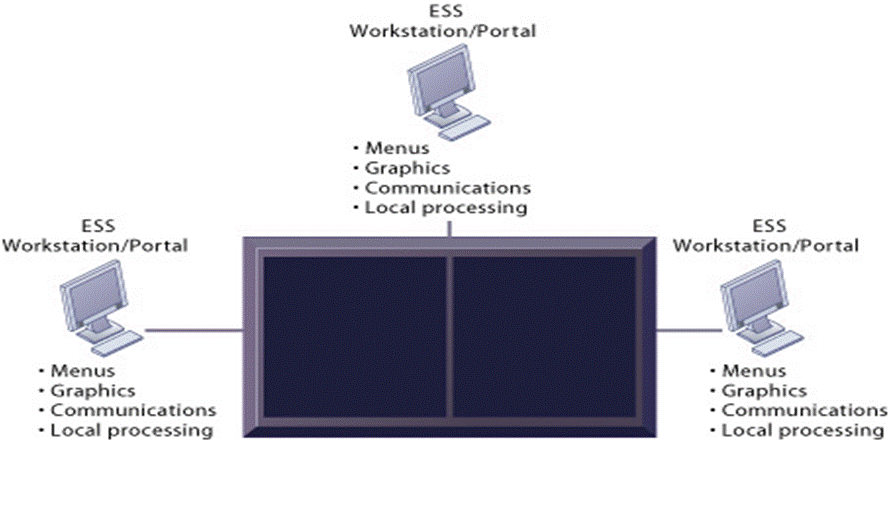 ESS
Workstation/Portal
• Menus
• Graphics
• Communications
• Local processing
ESS
Workstation/Portal
• Menus
• Graphics
• Communications
• Local processing
ESS
Workstation/Portal
• Menus
• Graphics
• Communications
• Local processing